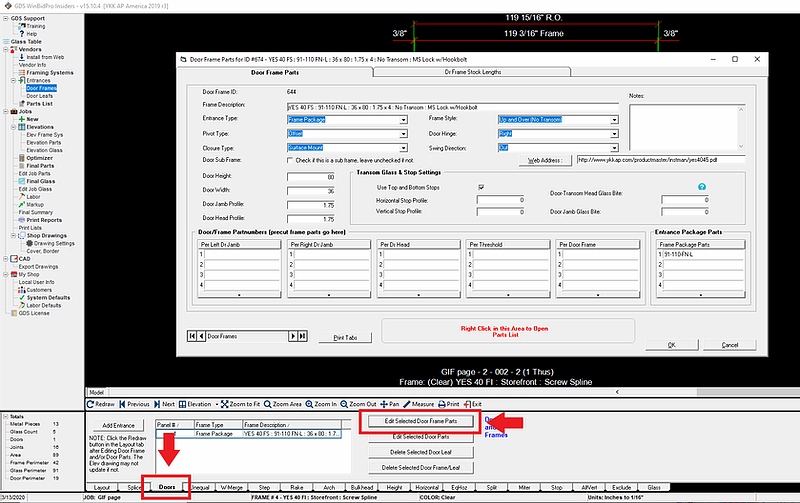 GDS WinBidPro Insiders - v15.10.4 [YKK AP America 2019 r3]
GDS Support
Training
Help
Glass Table
Vendors
Install from Web
Vendor Info
Framing Systems
Entrances
Door Frames
Door Leafs
Parts List
Jobs
New
Elevations
Elev Frame Sys
Elevation Parts
Elevation Glass
Optimizer
Final Parts
Edit Job Parts
Final Glass
Edit Job Glass
Labor
Markup
Final Summary
Print Reports
Print Lists
Shop Drawings
Drawing Settings
Cover, Border
CAD
Export Drawings
My Shop
Local User Info
Customers
System Defaults
Labor Defaults
GDS License
Totals
Metal Pieces 13
Glass Count 5
Doors 1
Joints 16
Area 89
Frame Perimeter 42
Glass Perimeter 91
Door Perimeter 19
3/13/2020
119 15/16" R.O.
3/8" 119 3/16" Frame 3/8"
Door Frame Parts for ID #674 - YES 40 FS : 91-110 FN-L : 36 x 80 : 1.75 x 4 : No Transom : MS Lock w/Hookbolt
Door Frame Parts
Dr Frame Stock Lengths
Door Frame ID: 644
Frame Description: YES 40 FS : 91-110 FN-L : 36 x 80 : 1.75 x 4 : No Transom : MS Lock w/Hookbolt
Notes:
Entrance Type: Frame Package
Frame Style: Up and Over (No Transom)
Pivot Type: Offset
Door Hinge: Right
Closure Type: Surface Mount
Swing Direction: Out
Door Sub Frame: Check if this is a sub frame, leave unchecked if not.
Web Address : http://www.ykkap.com/productmaster/instman/yes4045.pdf
Door Height: 80
Door Width: 36
Door Jamb Profile: 1.75
Door Head Profile: 1.75
Transom Glass & Stop Settings
Use Top and Bottom Stops
Horizontal Stop Profile: 0
Vertical Stop Profile: 0
Door-Transom Head Glass Bite: 0
Door-Jamb Glass Bite: 0
Door/Frame Partnumbers (precut frame parts go here)
Entrance Package Parts
Per Left Dr Jamb
1
2
3
4
Per Right Dr Jamb
1
2
3
4
Per Dr Head
1
2
3
4
Per Threshold
1
2
3
4
Per Door Frame
1
2
3
4
Frame Package Parts
1 91-110-FN-L
2
3
4
Door Frames
Print Tabs
Right Click in this Area to Open
Parts List
OK
Cancel
GIF page - 2 - 002 - 2 (1 Thus)
Frame: (Clear) YES 40 FI : Storefront : Screw Spline
Model
Redraw Previous Next Elevation Zoom to Fit Zoom Area Zoom In Zoom Out Pan Measure Print Exit
Add Entrance
NOTE: Click the Redraw
button in the Layout tab
after Editing Door Frame
and/or Door Parts. The
Elev drawing may not
update if not.
Panel # Frame Type Frame Description
Frame Package YES 40 FS : 91-110 FN-L : 36 x 80 : 1.7...
Edit Selected Door Frame Parts
Edit Selected Door Parts
Delete Selected Door Leaf
Delete Selected Door Frame/Leaf
Frames
Layout Splice Doors Unequal W-Merge Step Rake Arch Bulkhead Height Horizontal EqHoz Split Miter Stop AltVert Exclude Glass
JOB: GIF page
FRAME # 4 - YES 40 FI : Storefront : Screw Spline
COLOR: Clear
Units: Inches to 1/16"